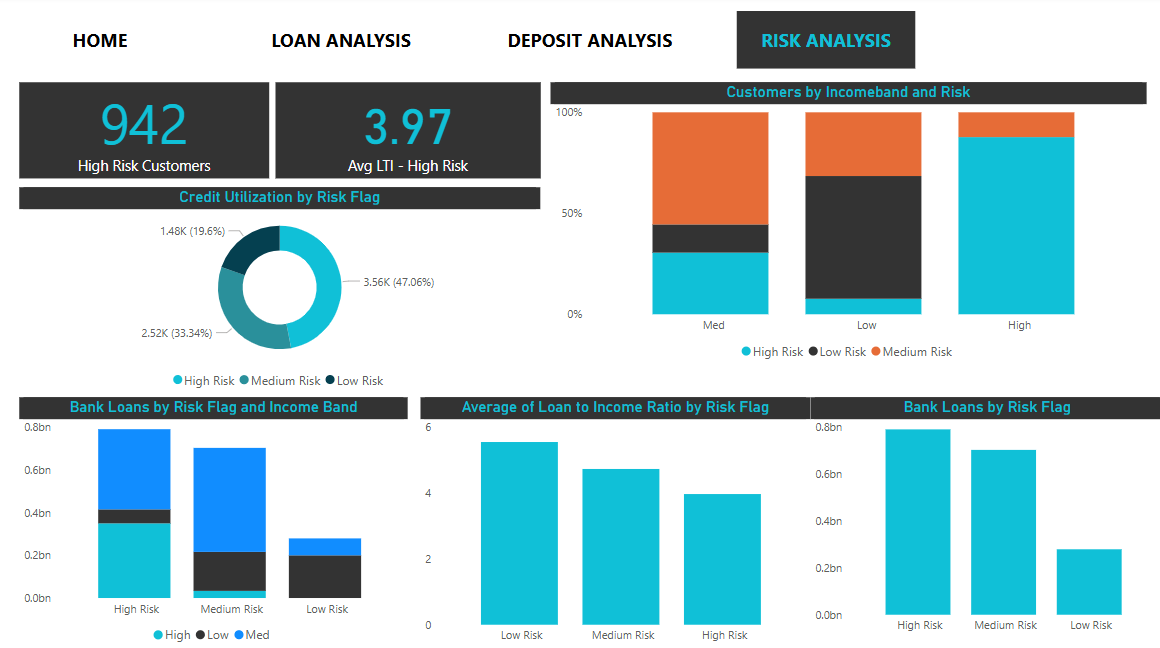 HOME
LOAN ANALYSIS
DEPOSIT ANALYSIS
RISK ANALYSIS
942
High Risk Customers
3.97
Avg LTI - High Risk
Customers by Incomeband and Risk
100%
50%
0%
Med
Low
High
High Risk
Low Risk
Medium Risk
Credit Utilization by Risk Flag
1.48K (19.6%)
3.56K (47.06%)
2.52K (33.34%)
High Risk
Medium Risk
Low Risk
Bank Loans by Risk Flag and Income Band
0.8bn
0.6bn
0.4bn
0.2bn
0.0bn
High Risk
Medium Risk
Low Risk
High
Low
Med
Average of Loan to Income Ratio by Risk Flag
6
4
2
0
Low Risk
Medium Risk
High Risk
Bank Loans by Risk Flag
0.8bn
0.6bn
0.4bn
0.2bn
0.0bn
High Risk
Medium Risk
Low Risk